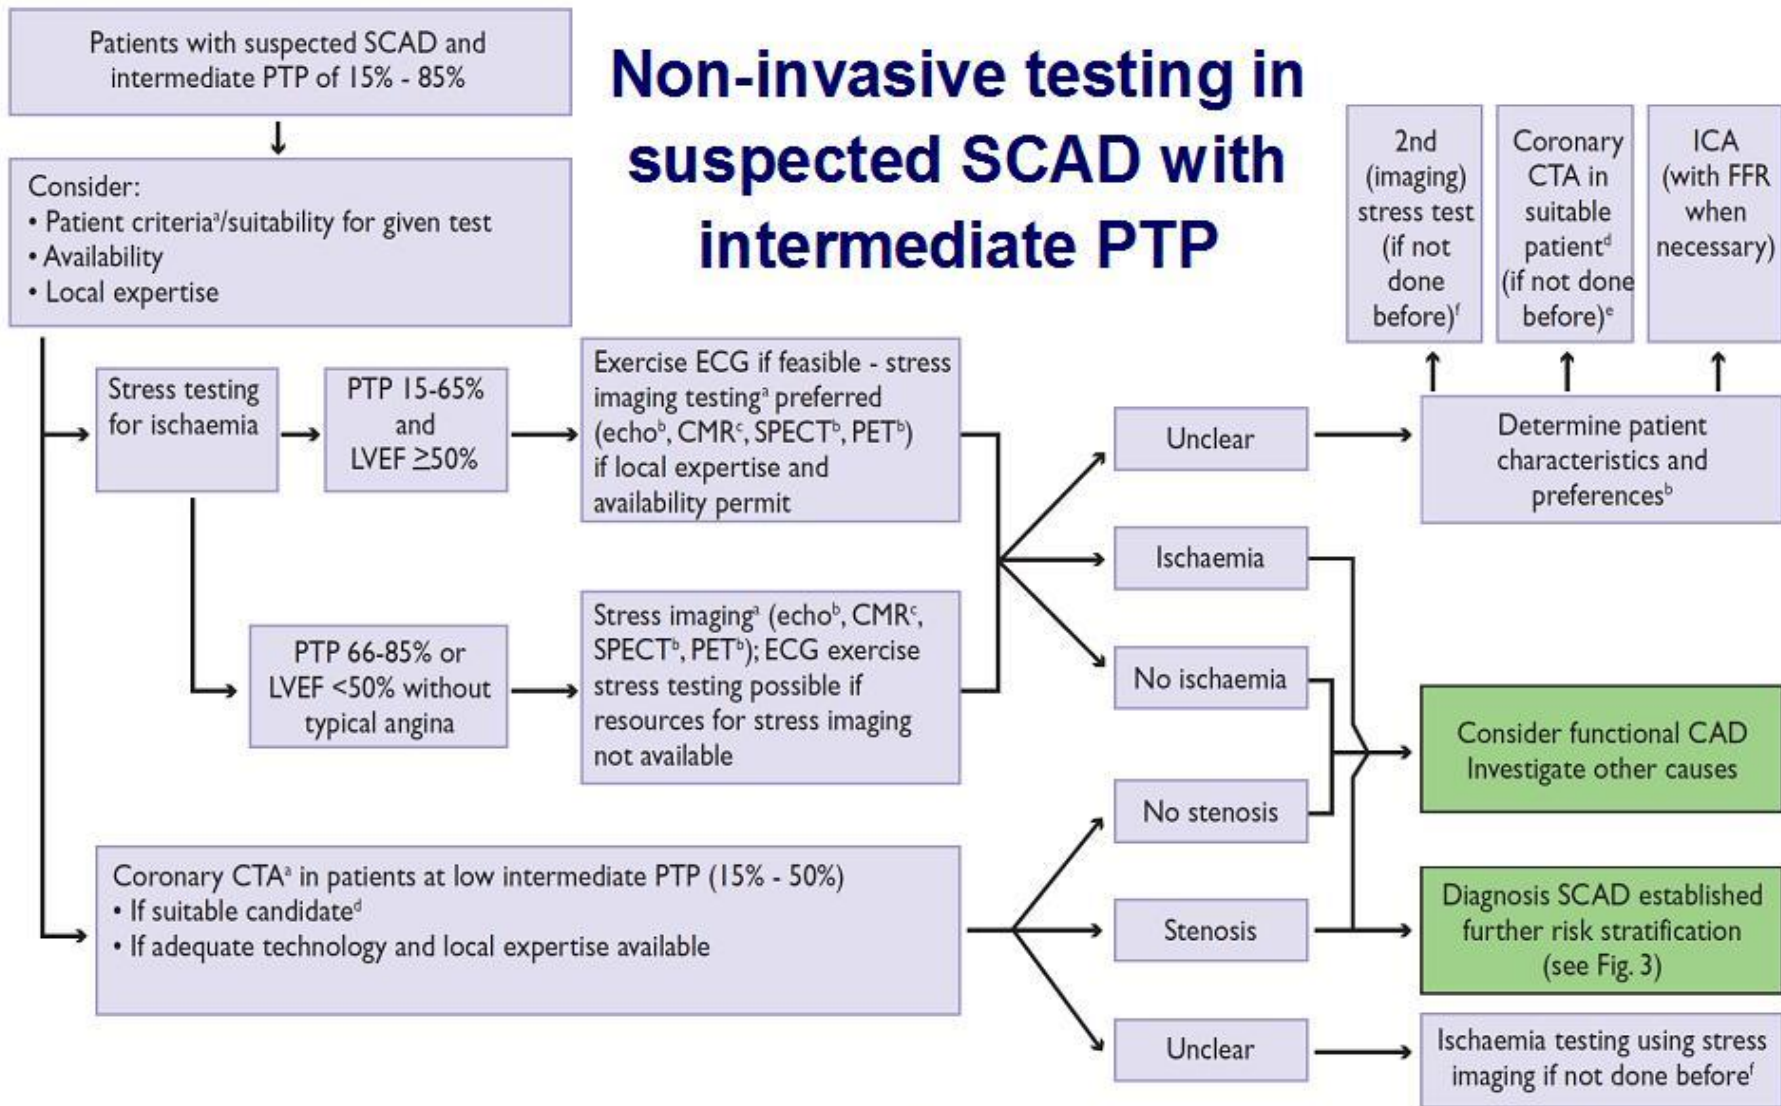 Patients with suspected SCAD and
intermediate PTP of 15% - 85%
Non-invasive testing in
suspected SCAD with
intermediate PTP
Consider:
• Patient criteriaᵃ/suitability for given test
• Availability
• Local expertise
2nd
(imaging)
stress test
(if not
done
before)ᶠ
Coronary
CTA in
suitable
patientᵈ
(if not done
before)ᵉ
ICA
(with FFR
when
necessary)
Stress testing
for ischaemia
PTP 15-65%
and
LVEF ≥50%
Exercise ECG if feasible - stress
imaging testingᵃ preferred
(echoᵇ, CMRᶜ, SPECTᵇ, PETᵇ)
if local expertise and
availability permit
Unclear
Determine patient
characteristics and
preferencesᵇ
Ischaemia
PTP 66-85% or
LVEF <50% without
typical angina
Stress imagingᵃ (echoᵇ, CMRᶜ,
SPECTᵇ, PETᵇ); ECG exercise
stress testing possible if
resources for stress imaging
not available
No ischaemia
Consider functional CAD
Investigate other causes
No stenosis
Coronary CTAᵃ in patients at low intermediate PTP (15% - 50%)
• If suitable candidateᵈ
• If adequate technology and local expertise available
Stenosis
Diagnosis SCAD established
further risk stratification
(see Fig. 3)
Unclear
Ischaemia testing using stress
imaging if not done beforeᶠ